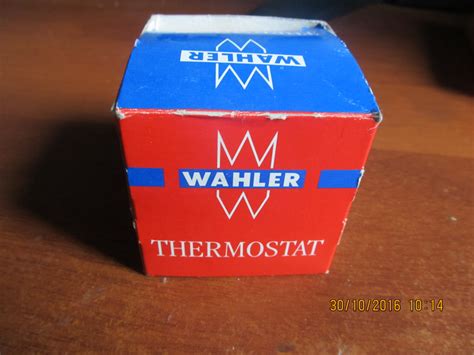 WAHLER
WAHLER
THERMOSTAT
30/10/2016 10:14